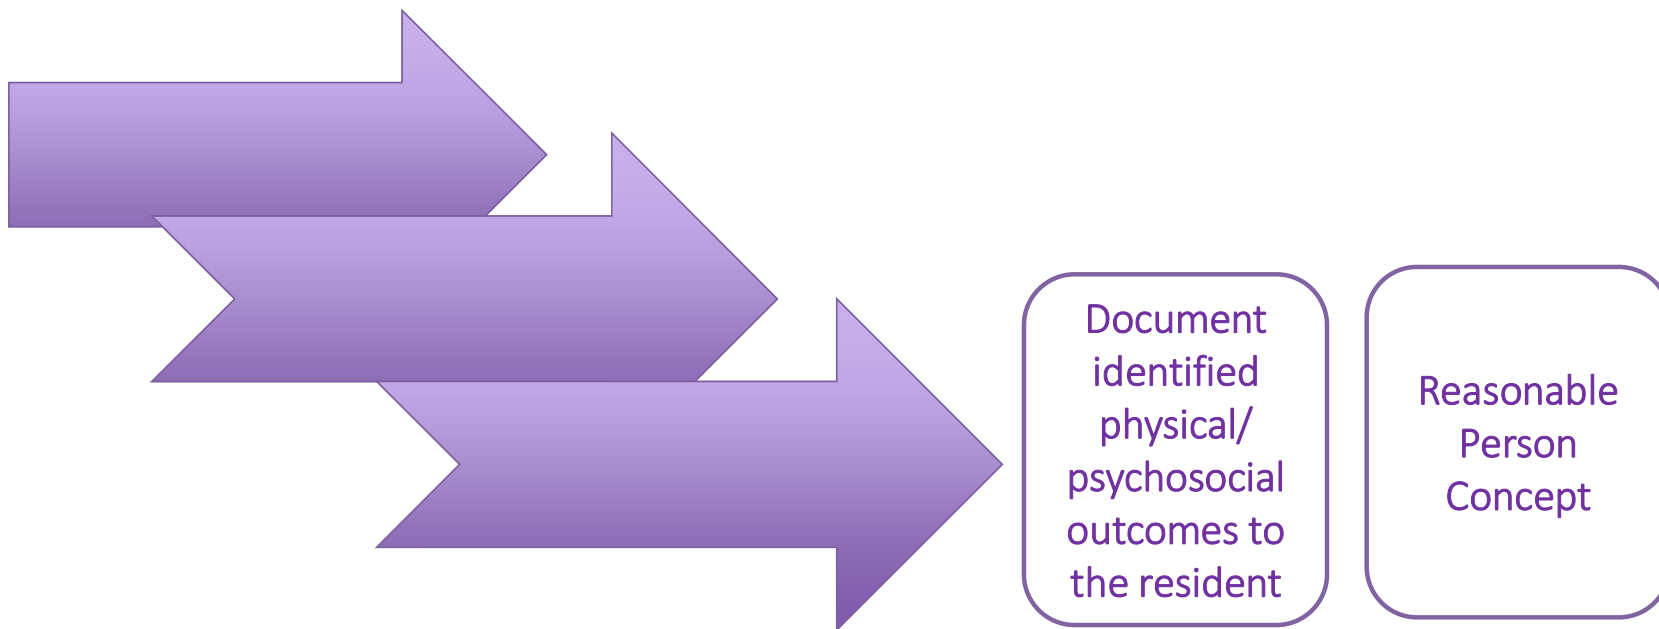 Document
identified
physical/
psychosocial
outcomes to
the resident
Reasonable
Person
Concept